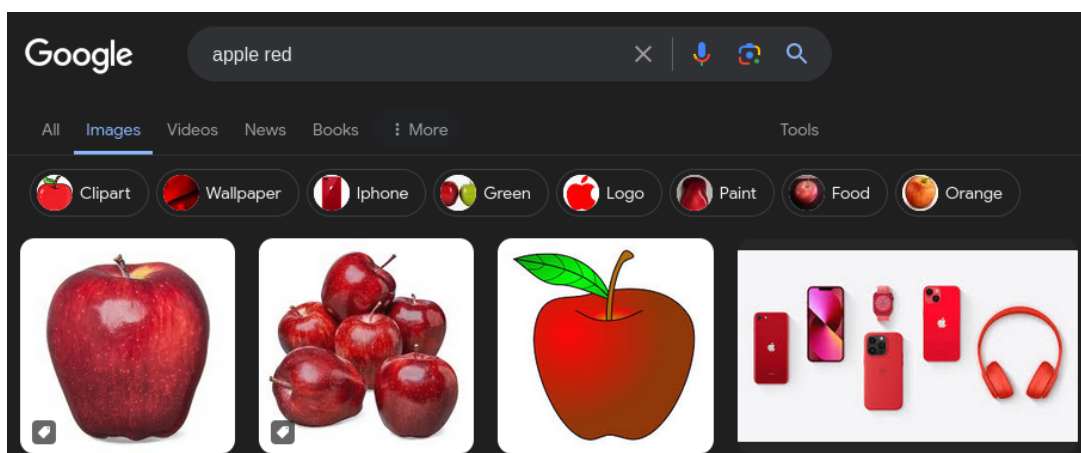 Google
apple red
All Images Videos News Books More Tools
Clipart Wallpaper Iphone Green Logo Paint Food Orange